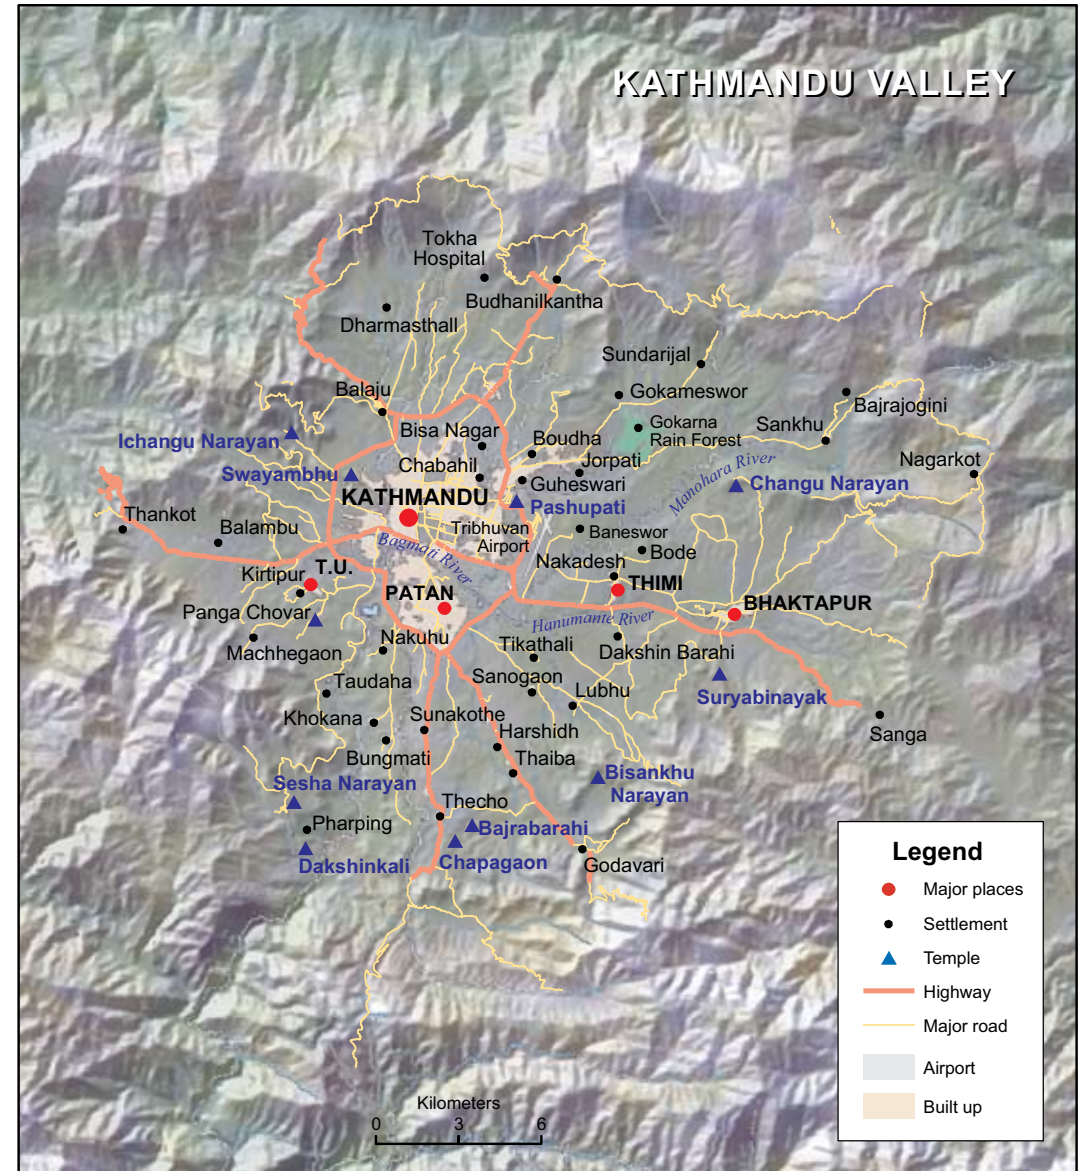 KATHMANDU VALLEY
Tokha
Hospital
Budhanilkantha
Dharmasthall
Sundarijal
Balaju
Gokameswor
Bajrajogini
Ichangu Narayan
Bisa Nagar
Boudha
Gokarna
Rain Forest
Sankhu
Swayambhu
Chabahil
Jorpati
Guheswari
Manohara River
Nagarkot
Changu Narayan
KATHMANDU
Pashupati
Thankot
Balambu
Tribhuvan
Airport
Baneswor
Bagmati River
Nakadesh
Bode
Kirtipur
T.U.
THIMI
PATAN
BHAKTAPUR
Panga Chovar
Hanumante River
Machhegaon
Nakuhu
Tikathali
Dakshin Barahi
Taudaha
Sanogaon
Lubhu
Suryabinayak
Khokana
Sunakothe
Harshidh
Sanga
Bungmati
Thaiba
Sesha Narayan
Bisankhu
Narayan
Thecho
Pharping
Bajrabarahi
Dakshinkali
Chapagaon
Godavari
Legend
Major places
Settlement
Temple
Highway
Major road
Airport
Built up
Kilometers
0 3 6